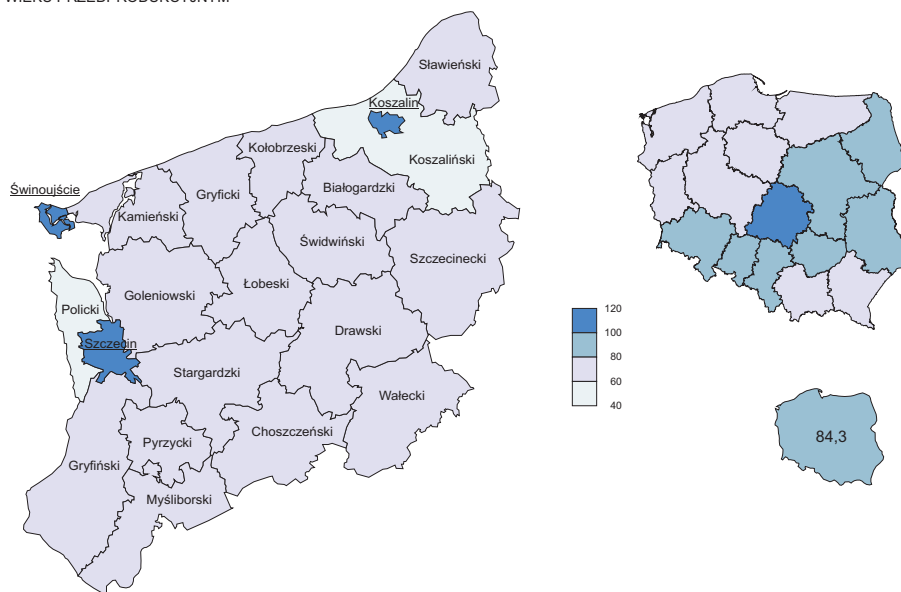 WIEKU PRZEDPRODUKCYJNYM
Sławieński
Koszalin
Kołobrzeski
Koszaliński
Białogardzki
Świnoujście
Gryficki
Kamieński
Świdwiński
Szczecinecki
Łobeski
Goleniowski
Policki
Drawski
Szczecin
Stargardzki
Wałecki
Choszczeński
Pyrzycki
Gryfiński
Myśliborski
120
100
80
60
40
84,3